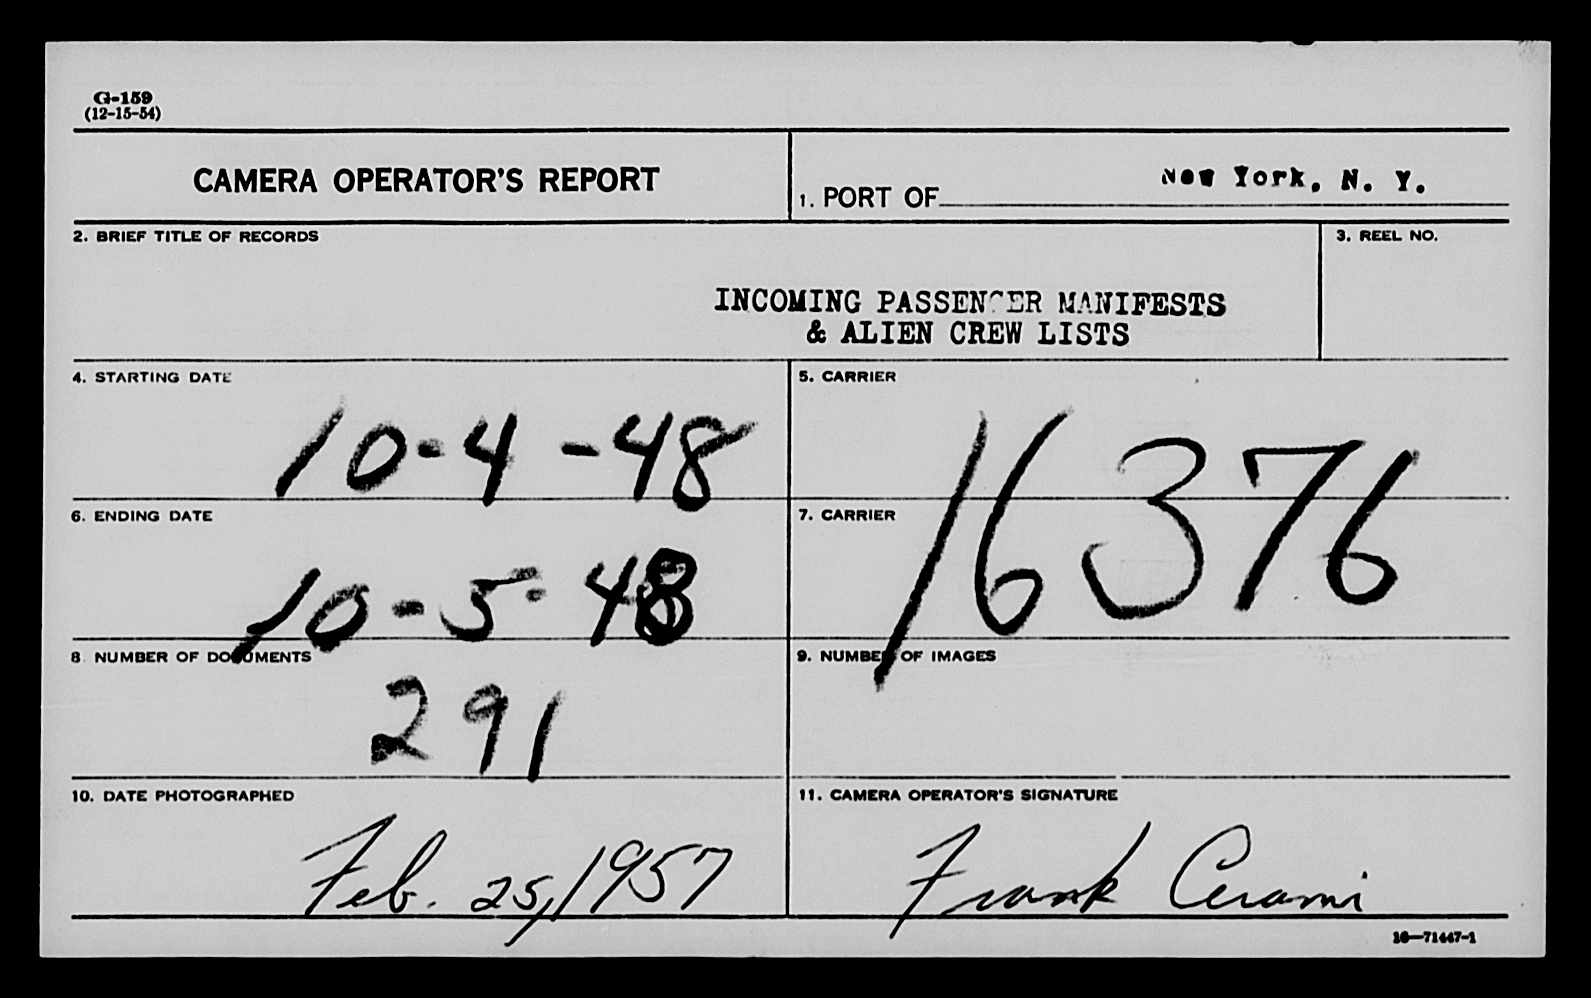 G-159
(12-15-54)
CAMERA OPERATOR'S REPORT
1. PORT OF New York, N. Y.
2. BRIEF TITLE OF RECORDS
3. REEL NO.
INCOMING PASSENGER MANIFESTS
& ALIEN CREW LISTS
4. STARTING DATE
10-4-48
5. CARRIER
16376
6. ENDING DATE
10-5-48
7. CARRIER
8. NUMBER OF DOCUMENTS
291
9. NUMBER OF IMAGES
10. DATE PHOTOGRAPHED
Feb. 25, 1957
11. CAMERA OPERATOR'S SIGNATURE
Frank Cerami
16—71447-1